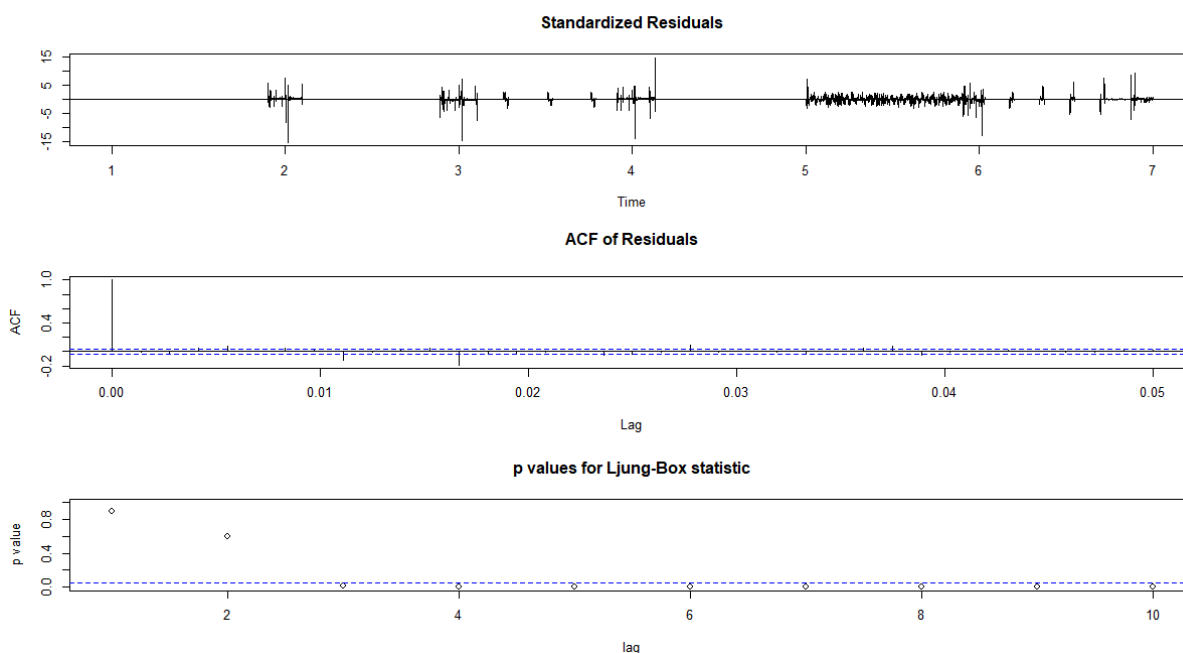 Standardized Residuals
15
5
-5
-15
1 2 3 4 5 6 7
Time
ACF of Residuals
ACF
1.0
0.4
-0.2
0.00 0.01 0.02 0.03 0.04 0.05
Lag
p values for Ljung-Box statistic
p value
0.8
0.4
0.0
2 4 6 8 10
lag